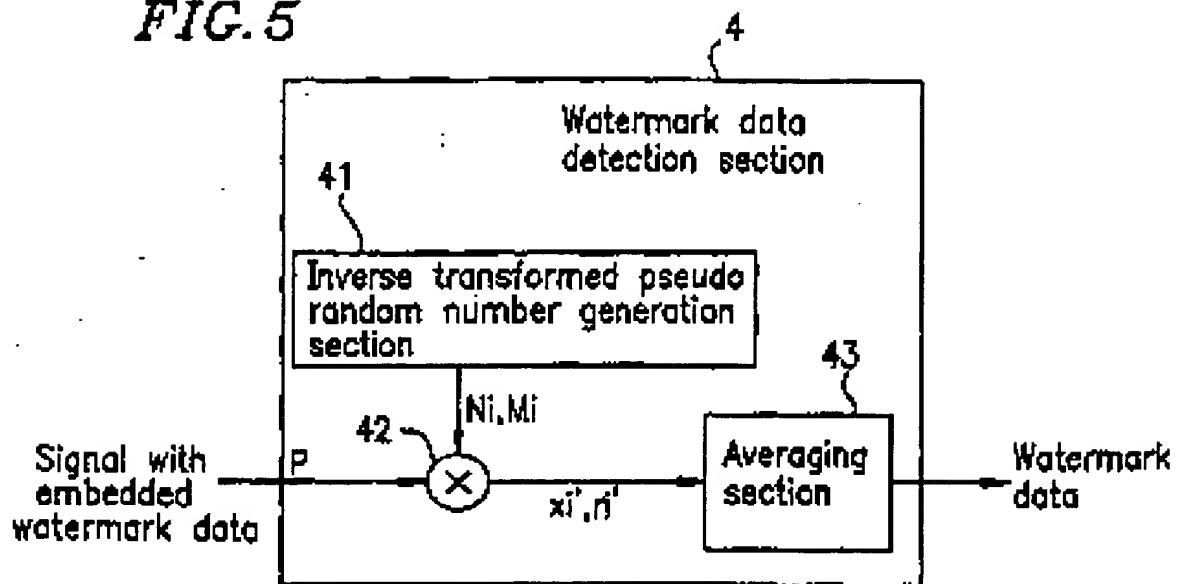 FIG.5
4
Watermark data
detection section
41
Inverse transformed pseudo
random number generation
section
43
Ni,Mi
42
Signal with
embedded
watermark data
P
×
xi',ri'
Averaging
section
Watermark
data